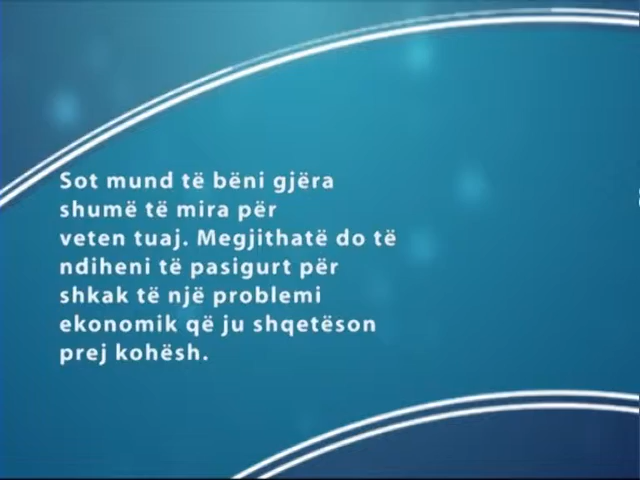 Sot mund të bëni gjëra
shumë të mira për
veten tuaj. Megjithatë do të
ndiheni të pasigurt për
shkak të një problemi
ekonomik që ju shqetëson
prej kohësh.